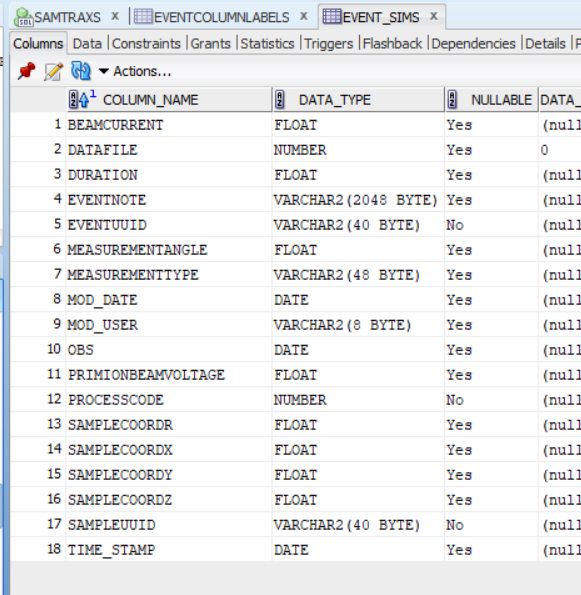 SAMTRAXS x EVENTCOLUMNLABELS x EVENT_SIMS x
Columns Data Constraints Grants Statistics Triggers Flashback Dependencies Details
Actions...
1 COLUMN_NAME DATA_TYPE NULLABLE DATA_
1 BEAMCURRENT FLOAT Yes (null
2 DATAFILE NUMBER Yes 0
3 DURATION FLOAT Yes (null
4 EVENTNOTE VARCHAR2(2048 BYTE) Yes (null
5 EVENTUUID VARCHAR2(40 BYTE) No (null
6 MEASUREMENTANGLE FLOAT Yes (null
7 MEASUREMENTTYPE VARCHAR2(48 BYTE) Yes (null
8 MOD_DATE DATE Yes (null
9 MOD_USER VARCHAR2(8 BYTE) Yes (null
10 OBS DATE Yes (null
11 PRIMIONBEAMVOLTAGE FLOAT Yes (null
12 PROCESSCODE NUMBER No (null
13 SAMPLECOORDR FLOAT Yes (null
14 SAMPLECOORDX FLOAT Yes (null
15 SAMPLECOORDY FLOAT Yes (null
16 SAMPLECOORDZ FLOAT Yes (null
17 SAMPLEUUID VARCHAR2(40 BYTE) No (null
18 TIME_STAMP DATE Yes (null